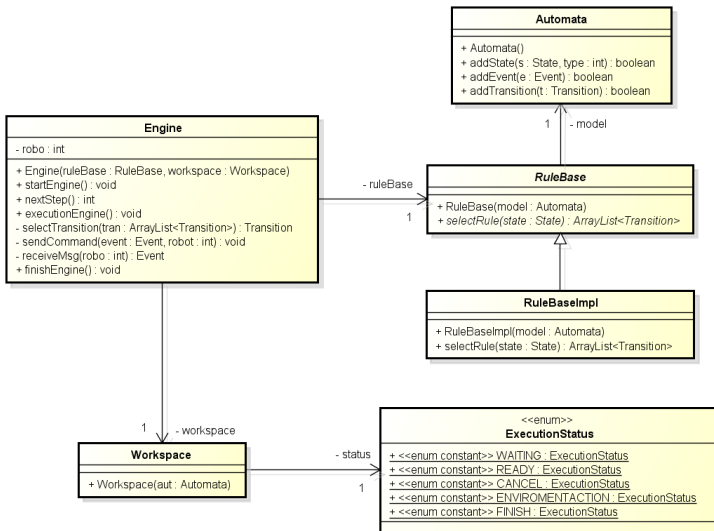 Automata
+ Automata()
+ addState(s : State, type : int) : boolean
+ addEvent(e : Event) : boolean
+ addTransition(t : Transition) : boolean
1
- model
Engine
- robo : int
+ Engine(ruleBase : RuleBase, workspace : Workspace)
+ startEngine() : void
+ nextStep() : int
+ executionEngine() : void
- selectTransition(tran : ArrayList<Transition>) : Transition
- sendCommand(event : Event, robot : int) : void
- receiveMsg(robo : int) : Event
+ finishEngine() : void
- ruleBase
1
RuleBase
+ RuleBase(model : Automata)
+ selectRule(state : State) : ArrayList<Transition>
RuleBaseImpl
+ RuleBaseImpl(model : Automata)
+ selectRule(state : State) : ArrayList<Transition>
1
- workspace
Workspace
+ Workspace(aut : Automata)
- status
1
<<enum>>
ExecutionStatus
+ <<enum constant>> WAITING : ExecutionStatus
+ <<enum constant>> READY : ExecutionStatus
+ <<enum constant>> CANCEL : ExecutionStatus
+ <<enum constant>> ENVIROMENTACTION : ExecutionStatus
+ <<enum constant>> FINISH : ExecutionStatus